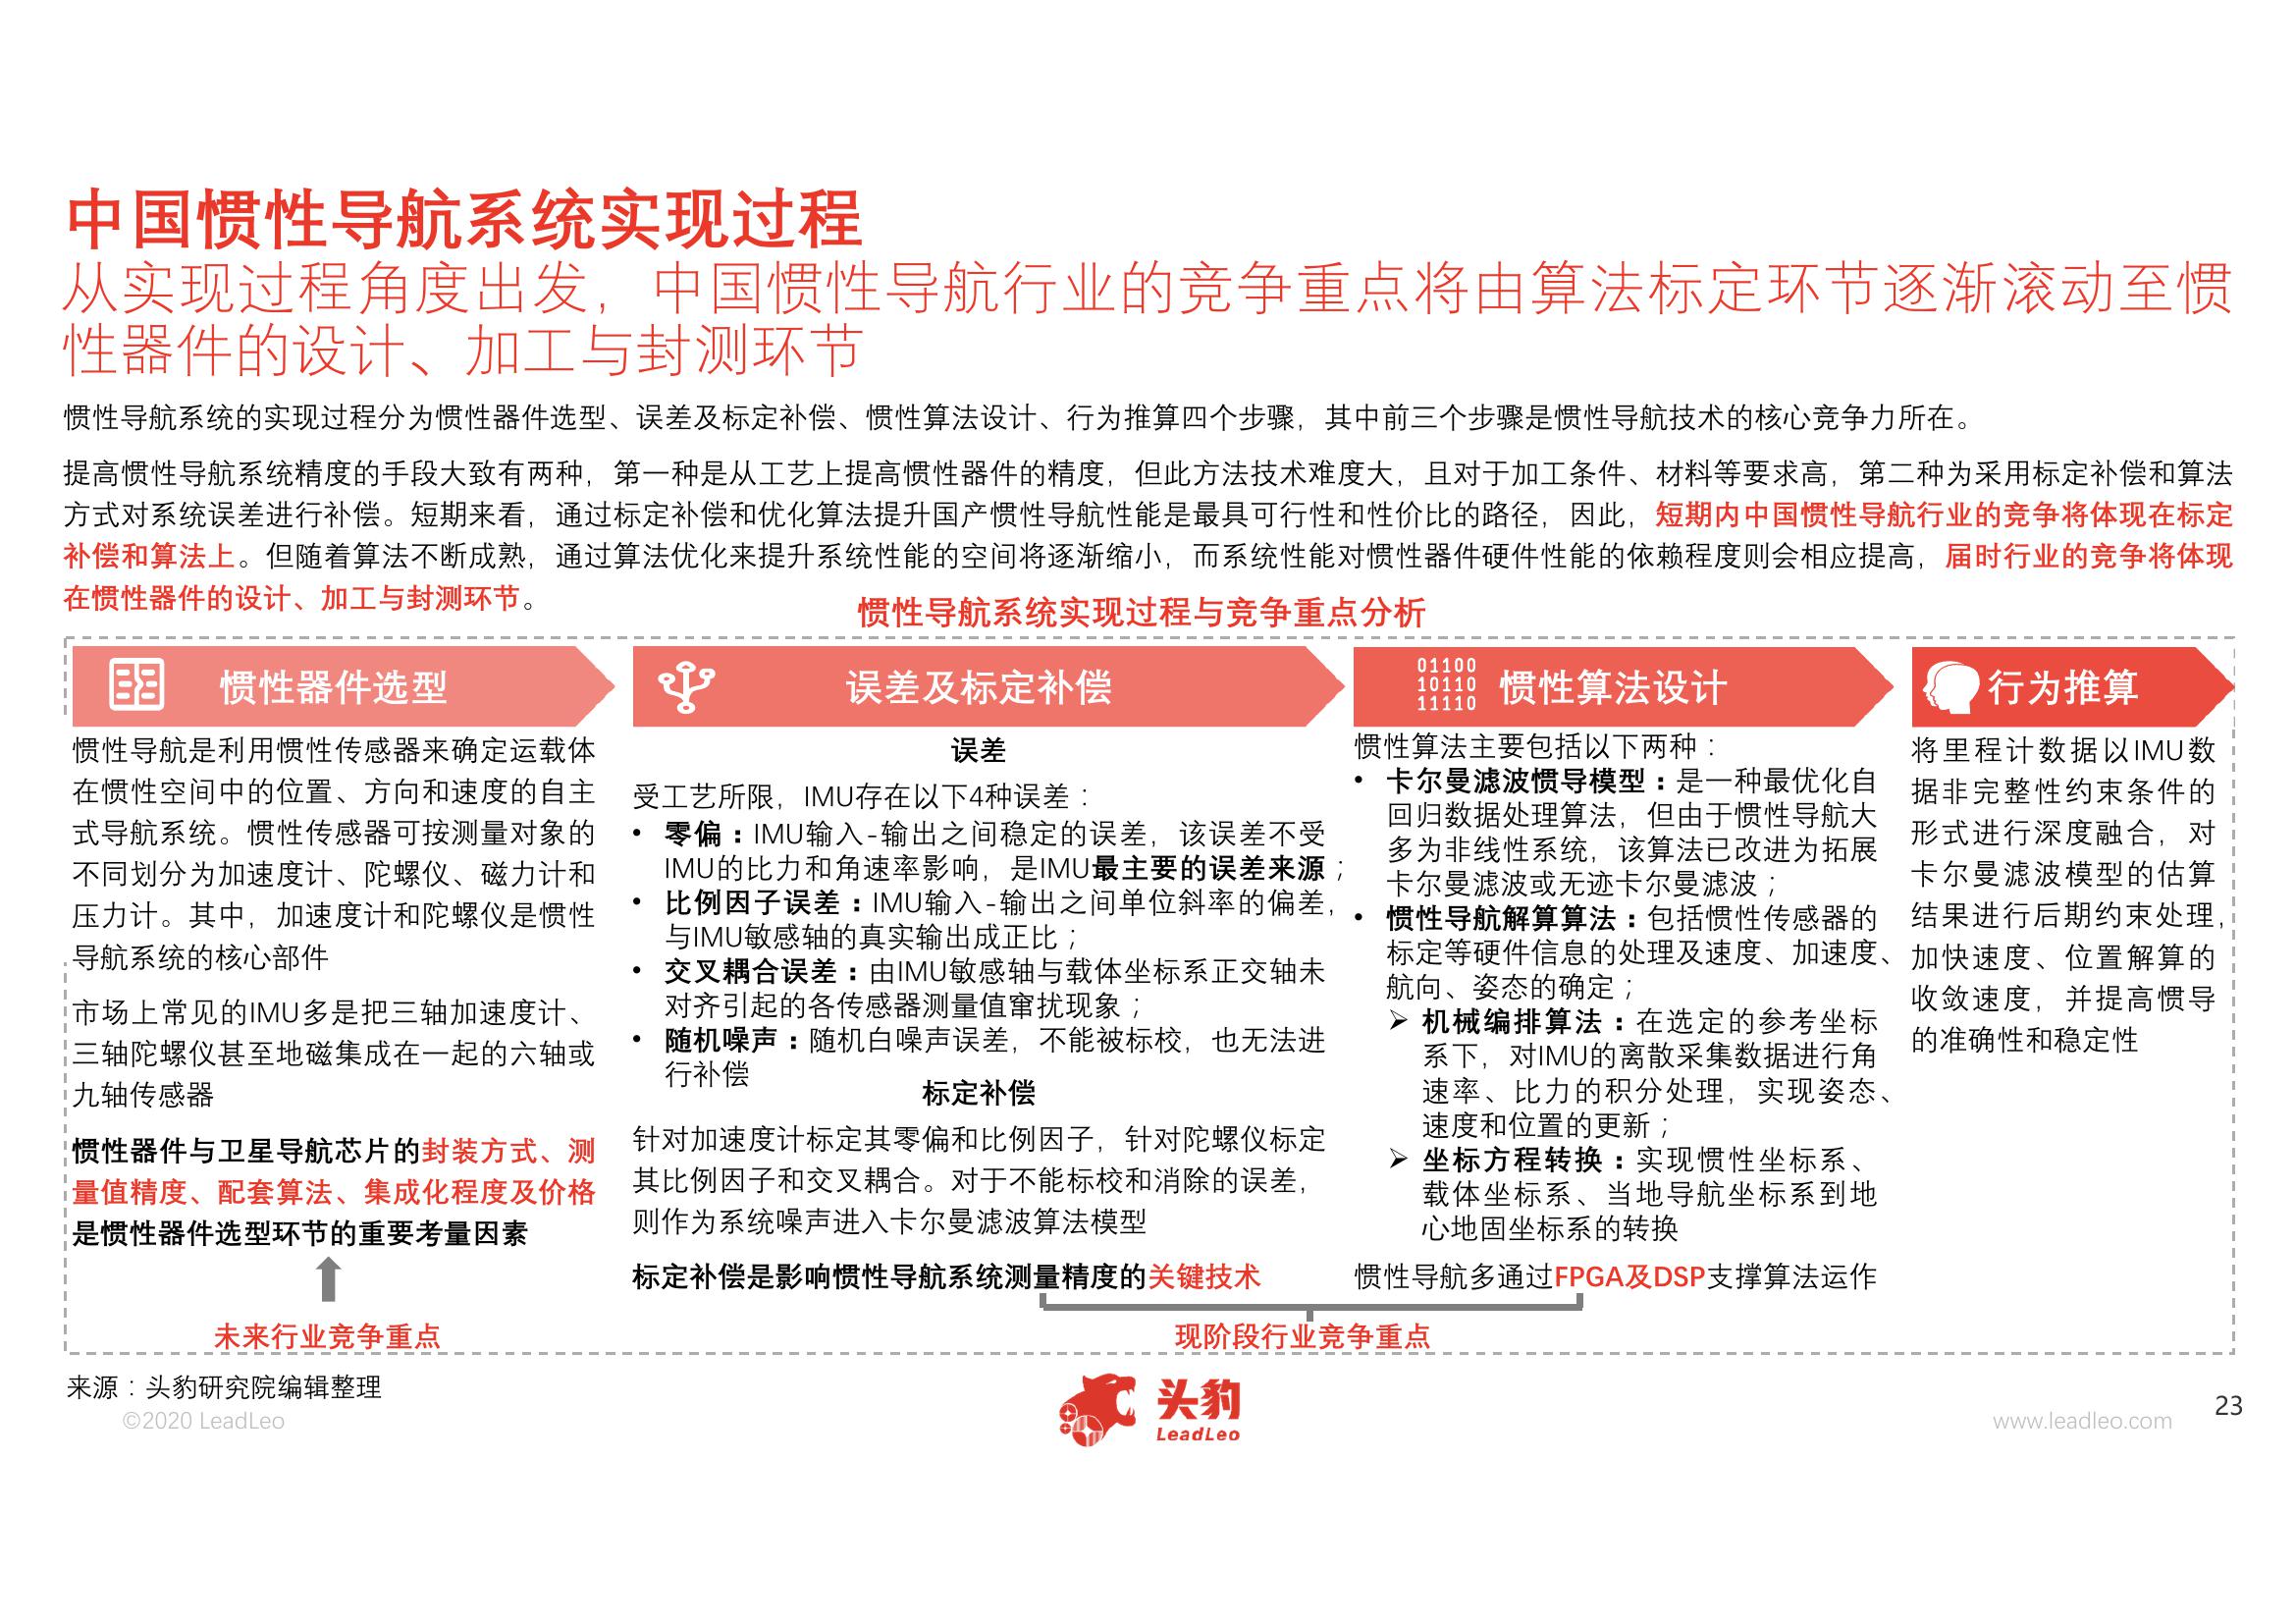 中国惯性导航系统实现过程
从实现过程角度出发，中国惯性导航行业的竞争重点将由算法标定环节逐渐滚动至惯
性器件的设计、加工与封测环节
惯性导航系统的实现过程分为惯性器件选型、误差及标定补偿、惯性算法设计、行为推算四个步骤，其中前三个步骤是惯性导航技术的核心竞争力所在。
提高惯性导航系统精度的手段大致有两种，第一种是从工艺上提高惯性器件的精度，但此方法技术难度大，且对于加工条件、材料等要求高，第二种为采用标定补偿和算法
方式对系统误差进行补偿。短期来看，通过标定补偿和优化算法提升国产惯性导航性能是最具可行性和性价比的路径，因此，短期内中国惯性导航行业的竞争将体现在标定
补偿和算法上。但随着算法不断成熟，通过算法优化来提升系统性能的空间将逐渐缩小，而系统性能对惯性器件硬件性能的依赖程度则会相应提高，届时行业的竞争将体现
在惯性器件的设计、加工与封测环节。
惯性导航系统实现过程与竞争重点分析
惯性器件选型
惯性导航是利用惯性传感器来确定运载体
在惯性空间中的位置、方向和速度的自主
式导航系统。惯性传感器可按测量对象的
不同划分为加速度计、陀螺仪、磁力计和
压力计。其中，加速度计和陀螺仪是惯性
导航系统的核心部件
市场上常见的IMU多是把三轴加速度计、
三轴陀螺仪甚至地磁集成在一起的六轴或
九轴传感器
惯性器件与卫星导航芯片的封装方式、测
量值精度、配套算法、集成化程度及价格
是惯性器件选型环节的重要考量因素
未来行业竞争重点
误差及标定补偿
误差
受工艺所限，IMU存在以下4种误差：
• 零偏：IMU输入-输出之间稳定的误差，该误差不受
IMU的比力和角速率影响，是IMU最主要的误差来源；
• 比例因子误差：IMU输入-输出之间单位斜率的偏差，
与IMU敏感轴的真实输出成正比；
• 交叉耦合误差：由IMU敏感轴与载体坐标系正交轴未
对齐引起的各传感器测量值窜扰现象；
• 随机噪声：随机白噪声误差，不能被标校，也无法进
行补偿
标定补偿
针对加速度计标定其零偏和比例因子，针对陀螺仪标定
其比例因子和交叉耦合。对于不能标校和消除的误差，
则作为系统噪声进入卡尔曼滤波算法模型
标定补偿是影响惯性导航系统测量精度的关键技术
01100
10110
11110
惯性算法设计
惯性算法主要包括以下两种：
• 卡尔曼滤波惯导模型：是一种最优化自
回归数据处理算法，但由于惯性导航大
多为非线性系统，该算法已改进为拓展
卡尔曼滤波或无迹卡尔曼滤波；
• 惯性导航解算算法：包括惯性传感器的
标定等硬件信息的处理及速度、加速度、
航向、姿态的确定；
➢ 机械编排算法：在选定的参考坐标
系下，对IMU的离散采集数据进行角
速率、比力的积分处理，实现姿态、
速度和位置的更新；
➢ 坐标方程转换：实现惯性坐标系、
载体坐标系、当地导航坐标系到地
心地固坐标系的转换
惯性导航多通过FPGA及DSP支撑算法运作
现阶段行业竞争重点
行为推算
将里程计数据以IMU数
据非完整性约束条件的
形式进行深度融合，对
卡尔曼滤波模型的估算
结果进行后期约束处理，
加快速度、位置解算的
收敛速度，并提高惯导
的准确性和稳定性
来源：头豹研究院编辑整理
©2020 LeadLeo
头豹
LeadLeo
www.leadleo.com
23